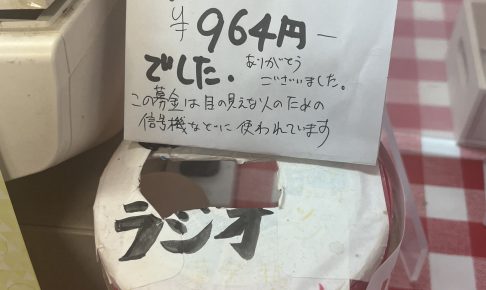 ¥964円ー
でした. ありがとう
ございました。
この募金は目の見えない人のための
信号機などに使われています
ラジオ